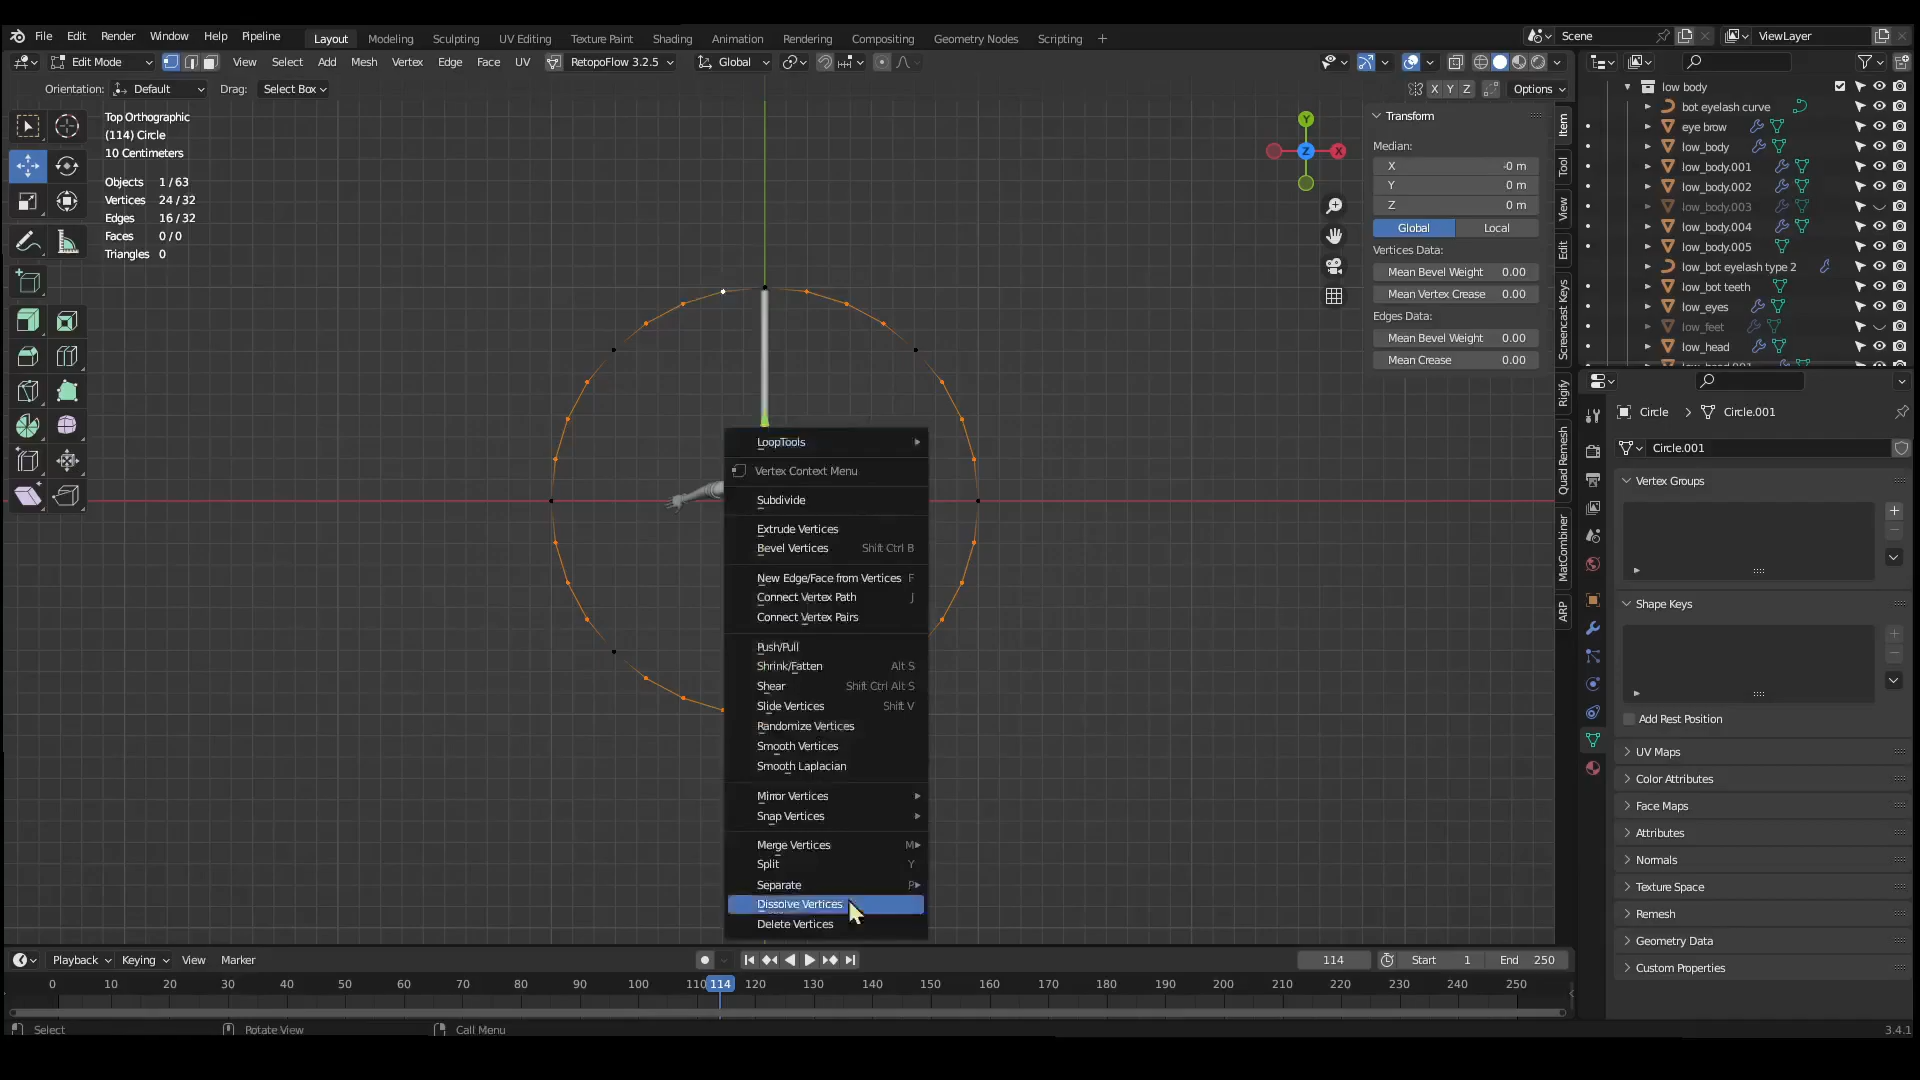 File Edit Render Window Help Pipeline Layout Modeling Sculpting UV Editing Texture Paint Shading Animation Rendering Compositing Geometry Nodes Scripting Scene ViewLayer
Edit Mode View Select Add Mesh Vertex Edge Face UV RetopoFlow 3.2.5 Global
Orientation: Default Drag: Select Box X Y Z Options
Top Orthographic
(114) Circle
10 Centimeters
Objects 1 / 63
Vertices 24 / 32
Edges 16 / 32
Faces 0 / 0
Triangles 0
Y
Z
X
Transform
Median:
X -0 m
Y 0 m
Z 0 m
Global Local
Vertices Data:
Mean Bevel Weight 0.00
Mean Vertex Crease 0.00
Edges Data:
Mean Bevel Weight 0.00
Mean Crease 0.00
Item
Tool
View
Edit
Screencast Keys
Rigify
Quad Remesh
MatCombiner
ARP
LoopTools
Vertex Context Menu
Subdivide
Extrude Vertices
Bevel Vertices Shift Ctrl B
New Edge/Face from Vertices F
Connect Vertex Path J
Connect Vertex Pairs
Push/Pull
Shrink/Fatten Alt S
Shear Shift Ctrl Alt S
Slide Vertices Shift V
Randomize Vertices
Smooth Vertices
Smooth Laplacian
Mirror Vertices
Snap Vertices
Merge Vertices M
Split Y
Separate P
Dissolve Vertices
Delete Vertices
low body
bot eyelash curve
eye brow
low_body
low_body.001
low_body.002
low_body.003
low_body.004
low_body.005
low_bot eyelash type 2
low_bot teeth
low_eyes
low_feet
low_head
Circle Circle.001
Circle.001
Vertex Groups
Shape Keys
Add Rest Position
UV Maps
Color Attributes
Face Maps
Attributes
Normals
Texture Space
Remesh
Geometry Data
Custom Properties
Playback Keying View Marker 114 Start 1 End 250
0 10 20 30 40 50 60 70 80 90 100 110 114 120 130 140 150 160 170 180 190 200 210 220 230 240 250
Select Rotate View Call Menu 3.4.1